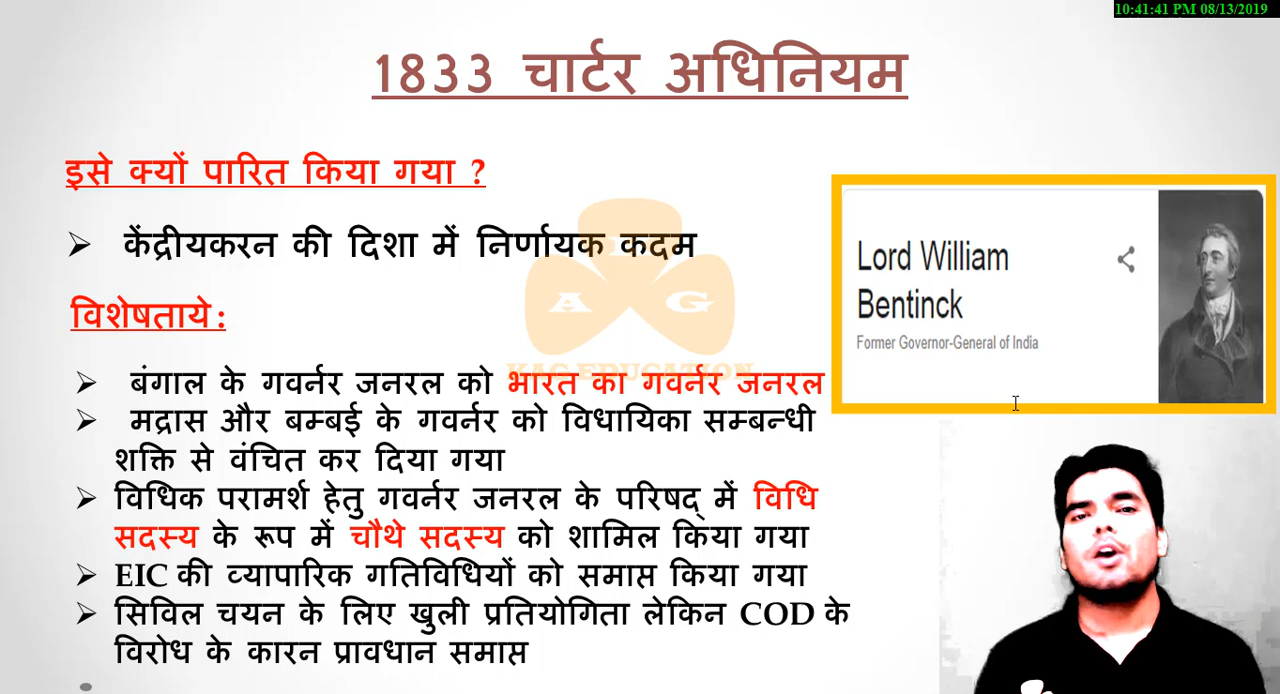 10:41:41 PM 08/13/2019
1833 चार्टर अधिनियम
इसे क्यों पारित किया गया ?
➢ केंद्रीयकरन की दिशा में निर्णायक कदम
विशेषताये:
➢ बंगाल के गवर्नर जनरल को भारत का गवर्नर जनरल
➢ मद्रास और बम्बई के गवर्नर को विधायिका सम्बन्धी
शक्ति से वंचित कर दिया गया
➢ विधिक परामर्श हेतु गवर्नर जनरल के परिषद् में विधि
सदस्य के रूप में चौथे सदस्य को शामिल किया गया
➢ EIC की व्यापारिक गतिविधियों को समाप्त किया गया
➢ सिविल चयन के लिए खुली प्रतियोगिता लेकिन COD के
विरोध के कारन प्रावधान समाप्त
Lord William
Bentinck
Former Governor-General of India
K
A G
KAG EDUCATION